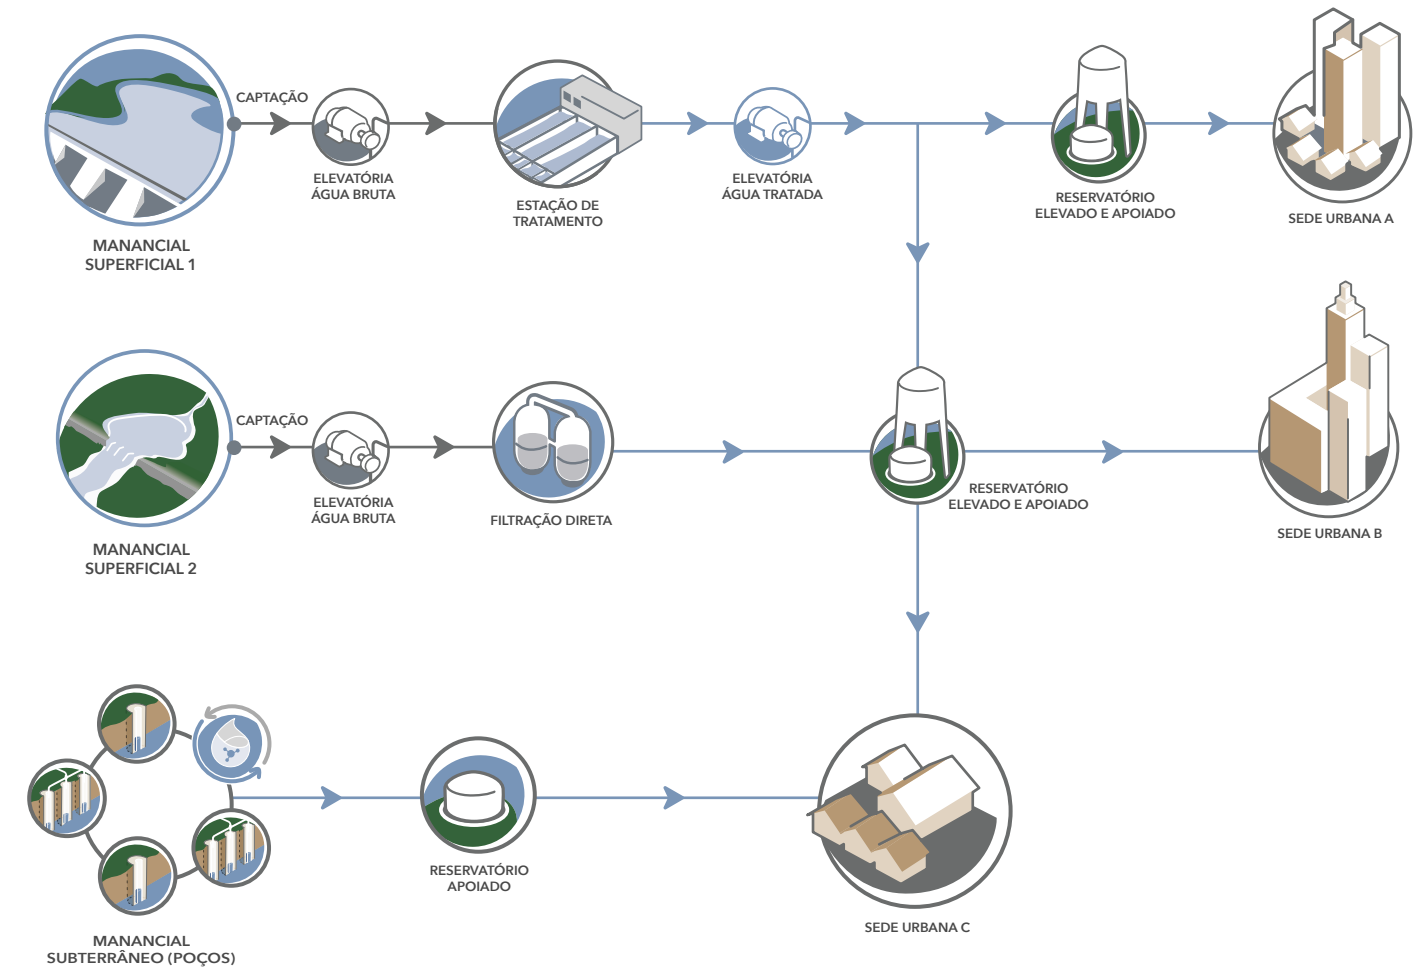 CAPTAÇÃO
ELEVATÓRIA
ÁGUA BRUTA
ESTAÇÃO DE
TRATAMENTO
ELEVATÓRIA
ÁGUA TRATADA
RESERVATÓRIO
ELEVADO E APOIADO
SEDE URBANA A
MANANCIAL
SUPERFICIAL 1
CAPTAÇÃO
ELEVATÓRIA
ÁGUA BRUTA
FILTRAÇÃO DIRETA
RESERVATÓRIO
ELEVADO E APOIADO
SEDE URBANA B
MANANCIAL
SUPERFICIAL 2
RESERVATÓRIO
APOIADO
SEDE URBANA C
MANANCIAL
SUBTERRÂNEO (POÇOS)